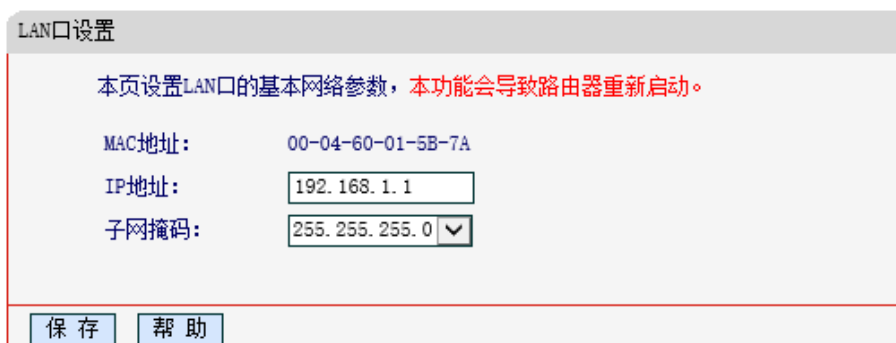 LAN口设置
本页设置LAN口的基本网络参数，本功能会导致路由器重新启动。
MAC地址： 00-04-60-01-5B-7A
IP地址： 192.168.1.1
子网掩码： 255.255.255.0
保 存 帮 助